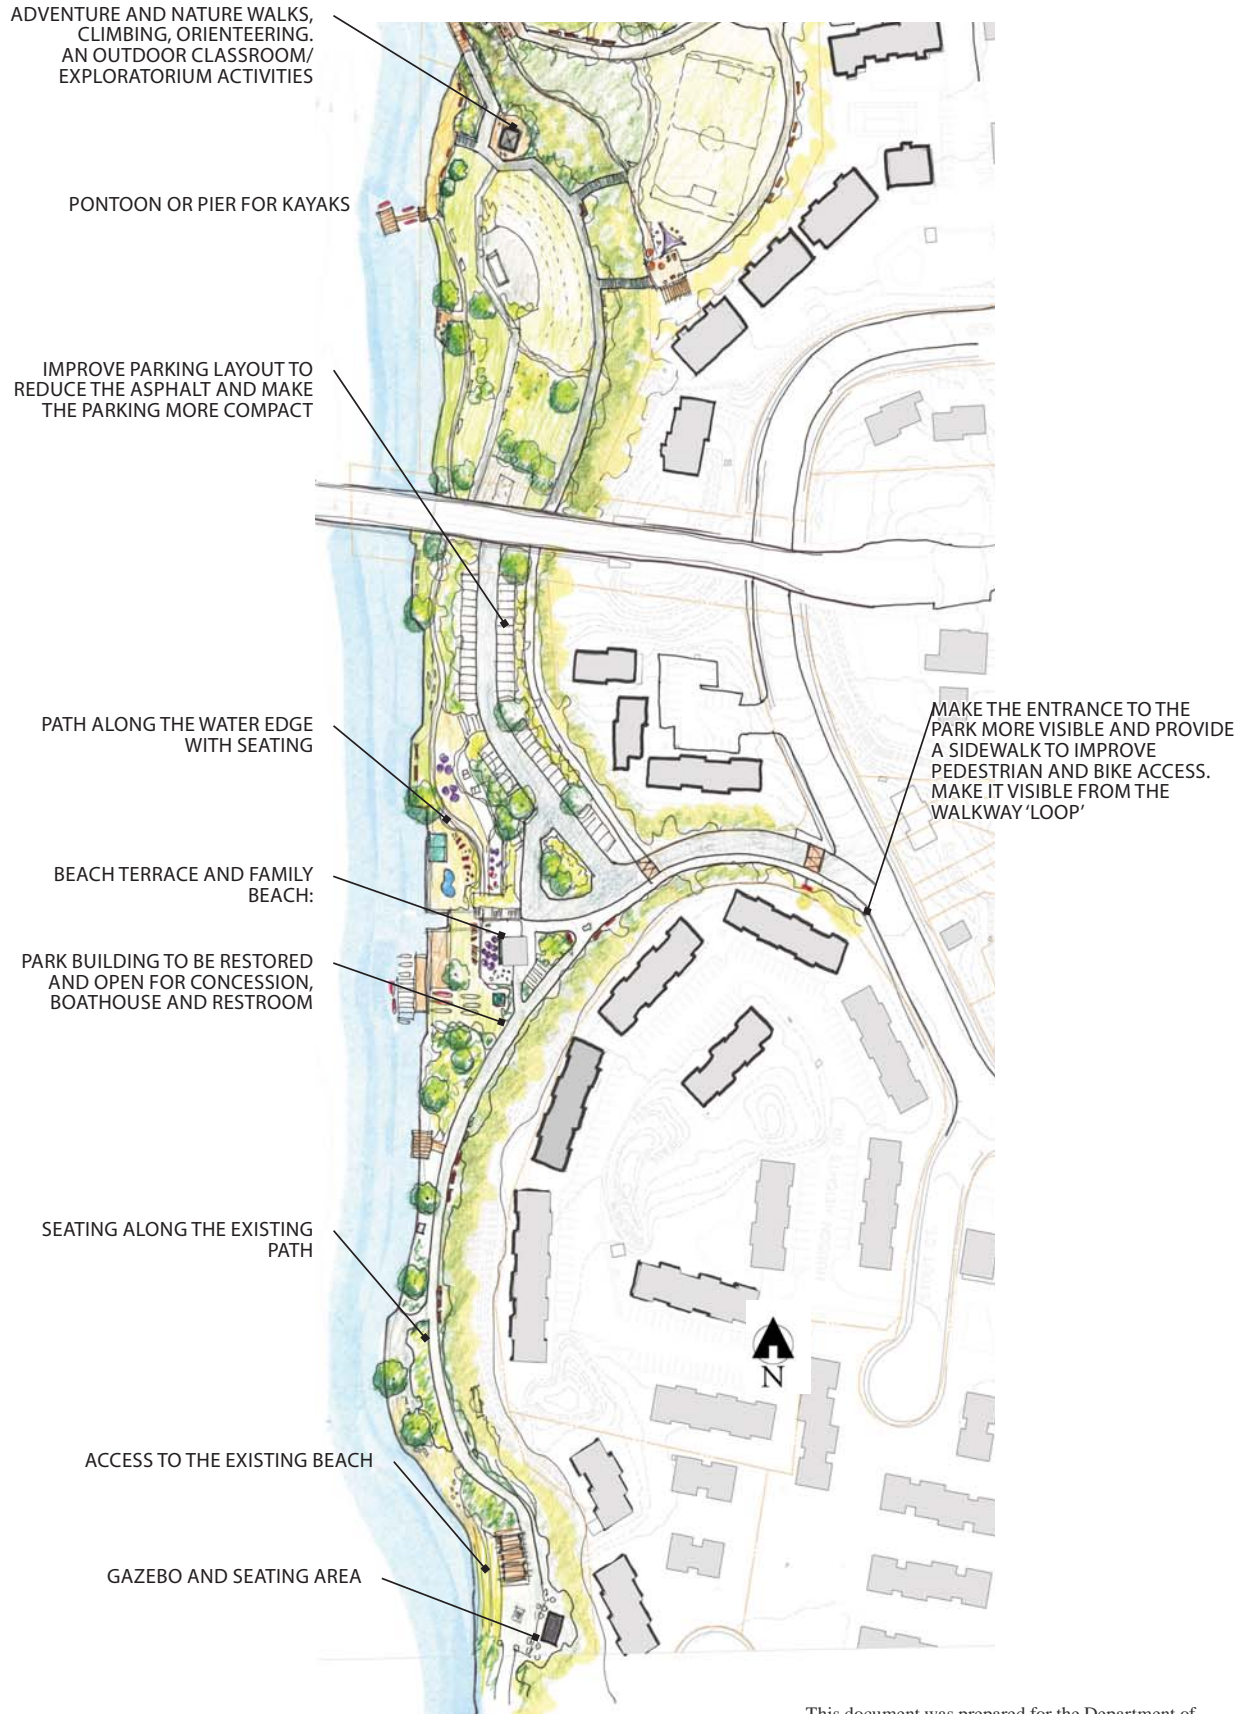 ADVENTURE AND NATURE WALKS,
CLIMBING, ORIENTEERING.
AN OUTDOOR CLASSROOM/
EXPLORATORIUM ACTIVITIES
PONTOON OR PIER FOR KAYAKS
IMPROVE PARKING LAYOUT TO
REDUCE THE ASPHALT AND MAKE
THE PARKING MORE COMPACT
PATH ALONG THE WATER EDGE
WITH SEATING
MAKE THE ENTRANCE TO THE
PARK MORE VISIBLE AND PROVIDE
A SIDEWALK TO IMPROVE
PEDESTRIAN AND BIKE ACCESS.
MAKE IT VISIBLE FROM THE
WALKWAY ‘LOOP’
BEACH TERRACE AND FAMILY
BEACH:
PARK BUILDING TO BE RESTORED
AND OPEN FOR CONCESSION,
BOATHOUSE AND RESTROOM
SEATING ALONG THE EXISTING
PATH
N
ACCESS TO THE EXISTING BEACH
GAZEBO AND SEATING AREA
This document was prepared for the Department of